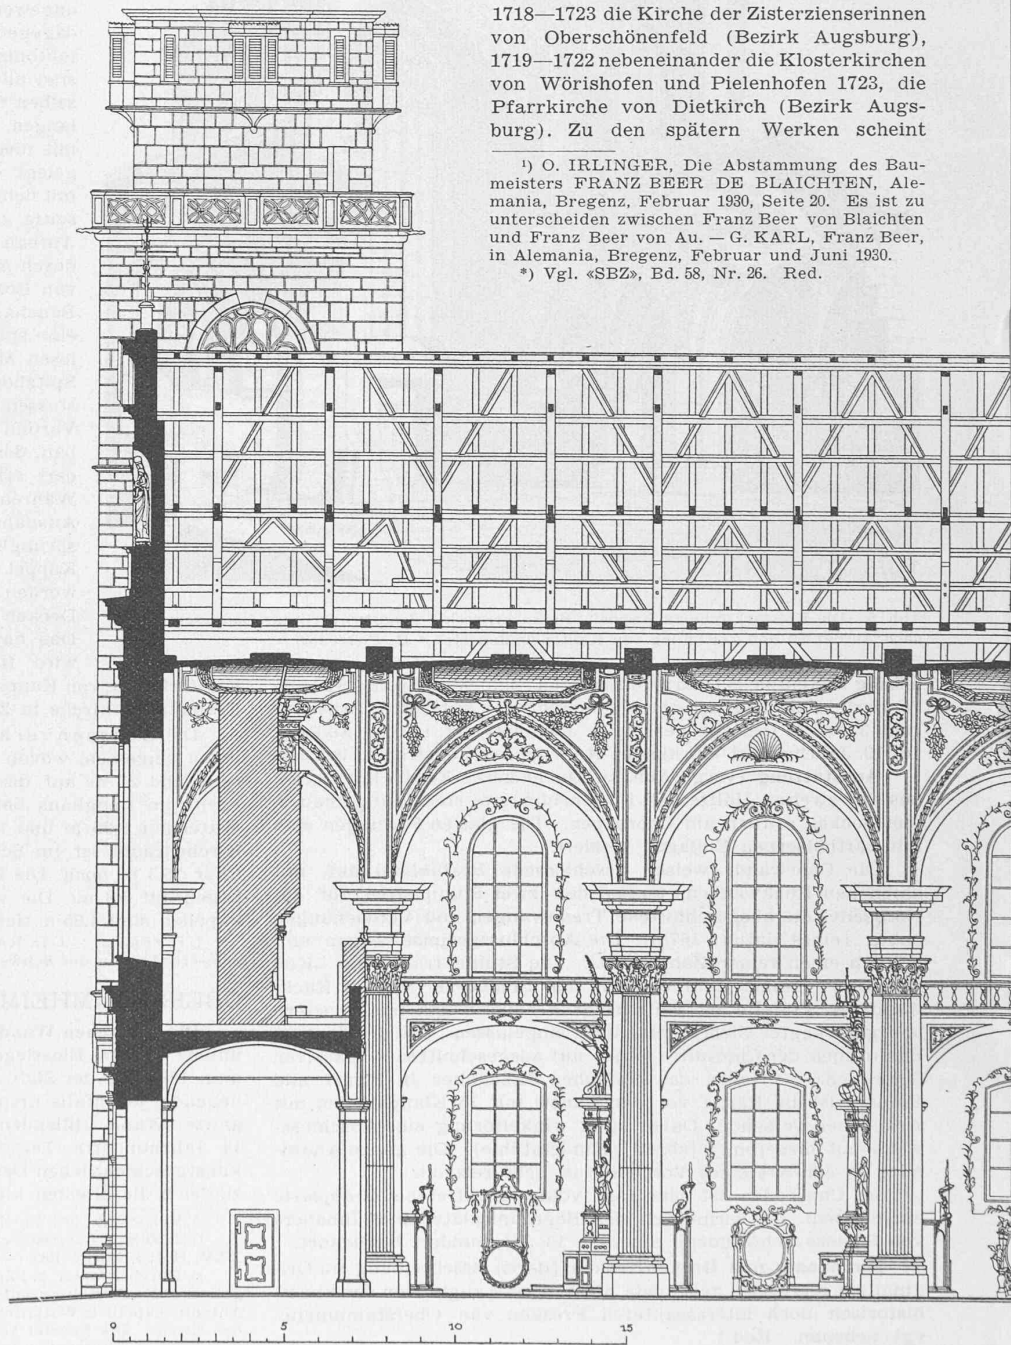 1718—1723 die Kirche der Zisterzienserinnen
von Oberschönenfeld (Bezirk Augsburg),
1719—1722 nebeneinander die Klosterkirchen
von Wörishofen und Pielenhofen 1723, die
Pfarrkirche von Dietkirch (Bezirk Augs-
burg). Zu den spätern Werken scheint
¹) O. IRLINGER, Die Abstammung des Bau-
meisters FRANZ BEER DE BLAICHTEN, Ale-
mania, Bregenz, Februar 1930, Seite 20. Es ist zu
unterscheiden zwischen Franz Beer von Blaichten
und Franz Beer von Au. — G. KARL, Franz Beer,
in Alemania, Bregenz, Februar und Juni 1930.
*) Vgl. «SBZ», Bd. 58, Nr. 26. Red.
0 5 10 15